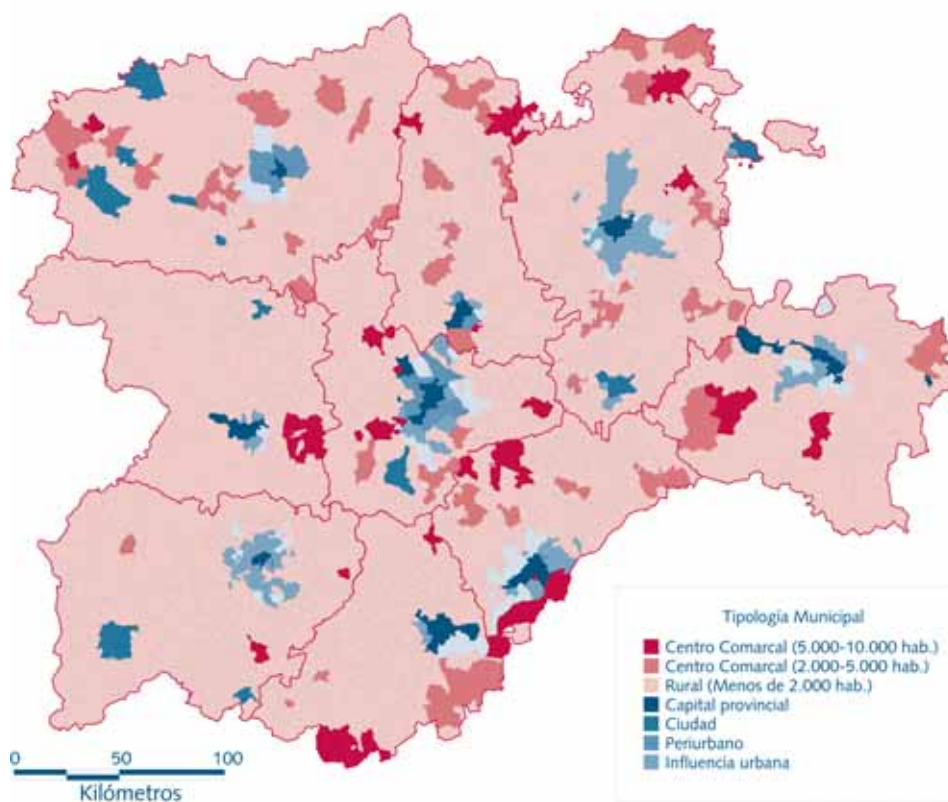 Tipología Municipal
Centro Comarcal (5.000-10.000 hab.)
Centro Comarcal (2.000-5.000 hab.)
Rural (Menos de 2.000 hab.)
Capital provincial
Ciudad
Periurbano
Influencia urbana
0 50 100
Kilómetros